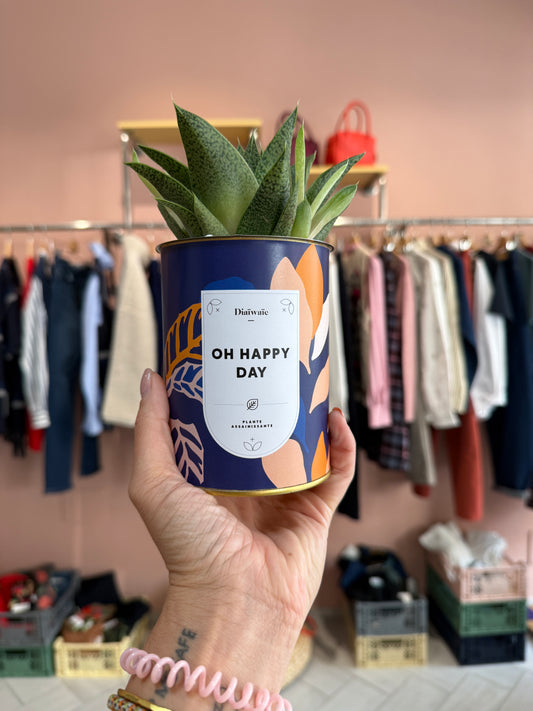 Diaïwaïe
OH HAPPY
DAY
PLANTE
ASSAINISSANTE